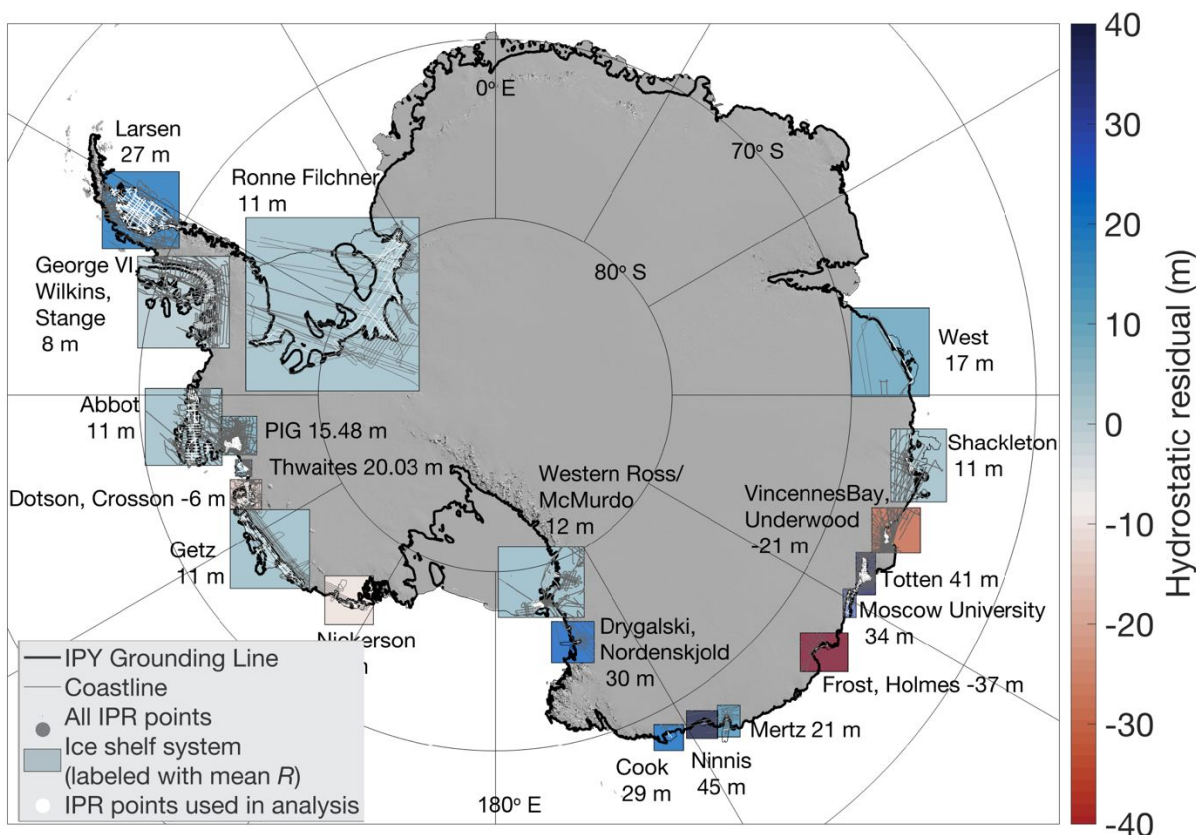 0° E
70° S
80° S
Larsen
27 m
Ronne Filchner
11 m
George VI
Wilkins,
Stange
8 m
West
17 m
Abbot
11 m
PIG 15.48 m
Thwaites 20.03 m
Dotson, Crosson -6 m
Getz
11 m
Western Ross/
McMurdo
12 m
Shackleton
11 m
VincennesBay,
Underwood
-21 m
Totten 41 m
Moscow University
34 m
Nickerson
Drygalski,
Nordenskjold
30 m
Frost, Holmes -37 m
Mertz 21 m
Cook
29 m
Ninnis
45 m
180° E
IPY Grounding Line
Coastline
All IPR points
Ice shelf system
(labeled with mean R)
IPR points used in analysis
40
30
20
10
0
-10
-20
-30
-40
Hydrostatic residual (m)